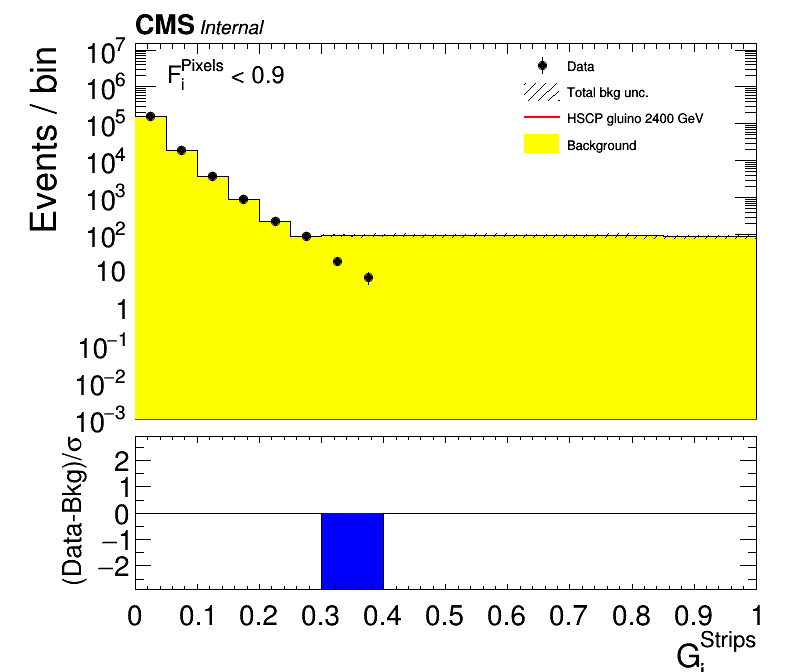 CMS Internal
F_i^Pixels < 0.9
Data
Total bkg unc.
HSCP gluino 2400 GeV
Background
Events / bin
10^7
10^6
10^5
10^4
10^3
10^2
10
1
10^−1
10^−2
10^−3
(Data-Bkg)/σ
2
1
0
−1
−2
0 0.1 0.2 0.3 0.4 0.5 0.6 0.7 0.8 0.9 1
G_i^Strips